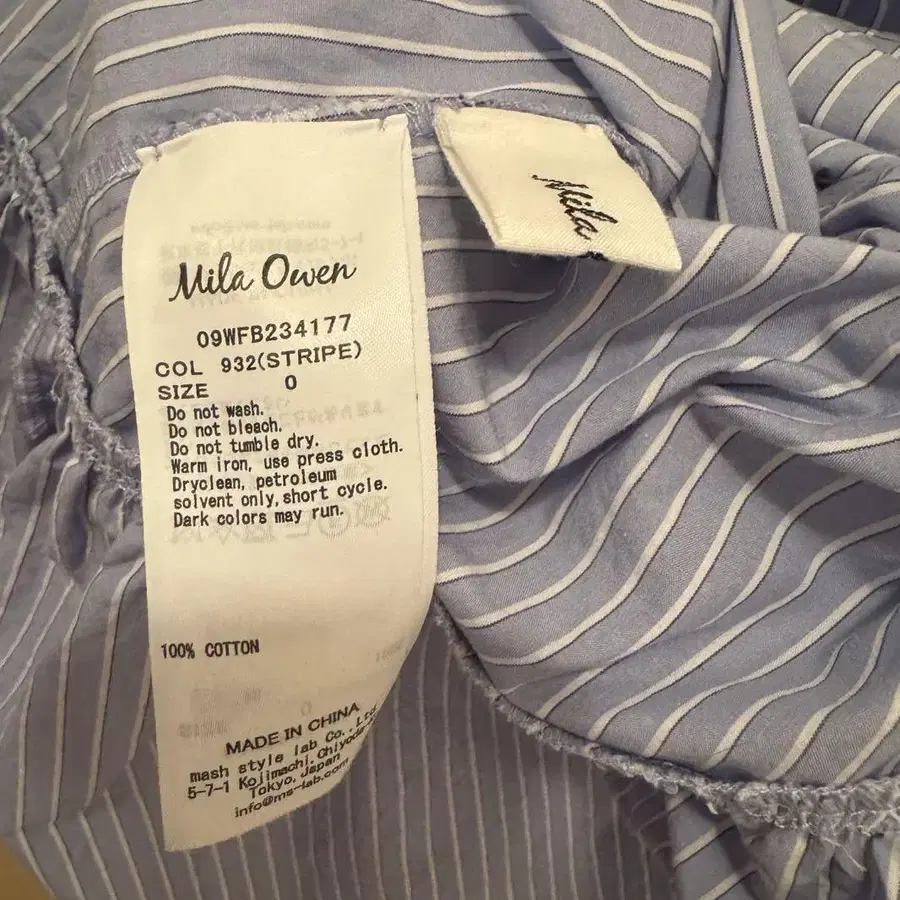 Mila Owen
09WFB234177
COL 932(STRIPE)
SIZE 0
Do not wash.
Do not bleach.
Do not tumble dry.
Warm iron, use press cloth.
Dryclean, petroleum
solvent only,short cycle.
Dark colors may run.
100% COTTON
MADE IN CHINA
mash style lab Co.,Ltd.
5-7-1 Kojimachi, Chiyoda-
Tokyo, Japan
info@ms-lab.com
Mila